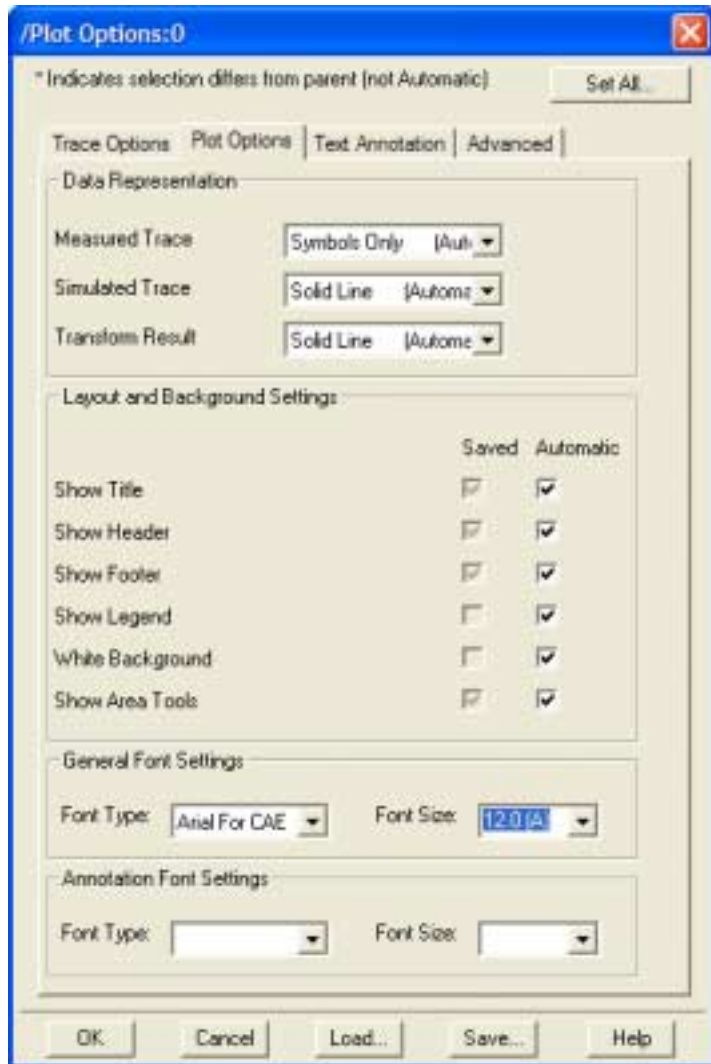 /Plot Options:0
* Indicates selection differs from parent (not Automatic)
Set All...
Trace Options
Plot Options
Text Annotation
Advanced
Data Representation
Measured Trace
Symbols Only (Aut
Simulated Trace
Solid Line (Automa
Transform Result
Solid Line (Automa
Layout and Background Settings
Saved Automatic
Show Title
Show Header
Show Footer
Show Legend
White Background
Show Area Tools
General Font Settings
Font Type: Arial For CAE Font Size: 12.0 (A)
Annotation Font Settings
Font Type: Font Size:
OK Cancel Load... Save... Help